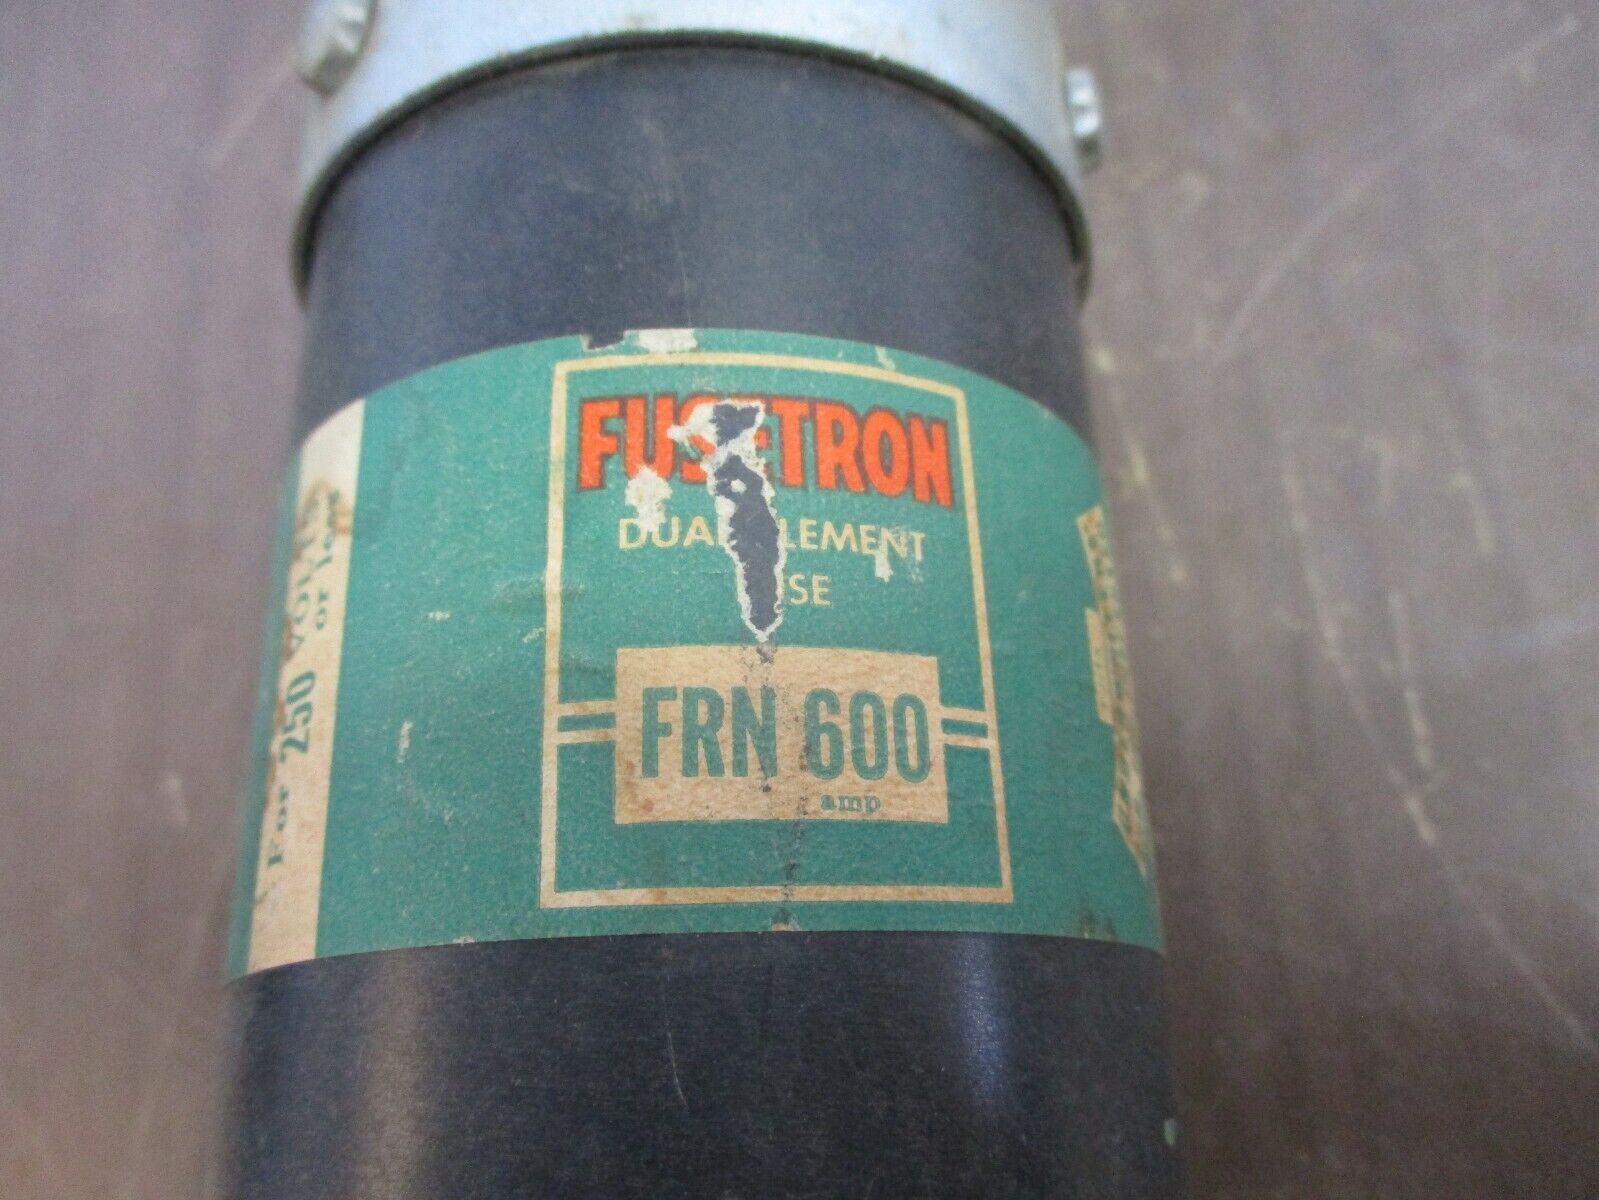 FUSETRON
DUAL ELEMENT
FUSE
FRN 600
amp
For 250 VOLTS
or less